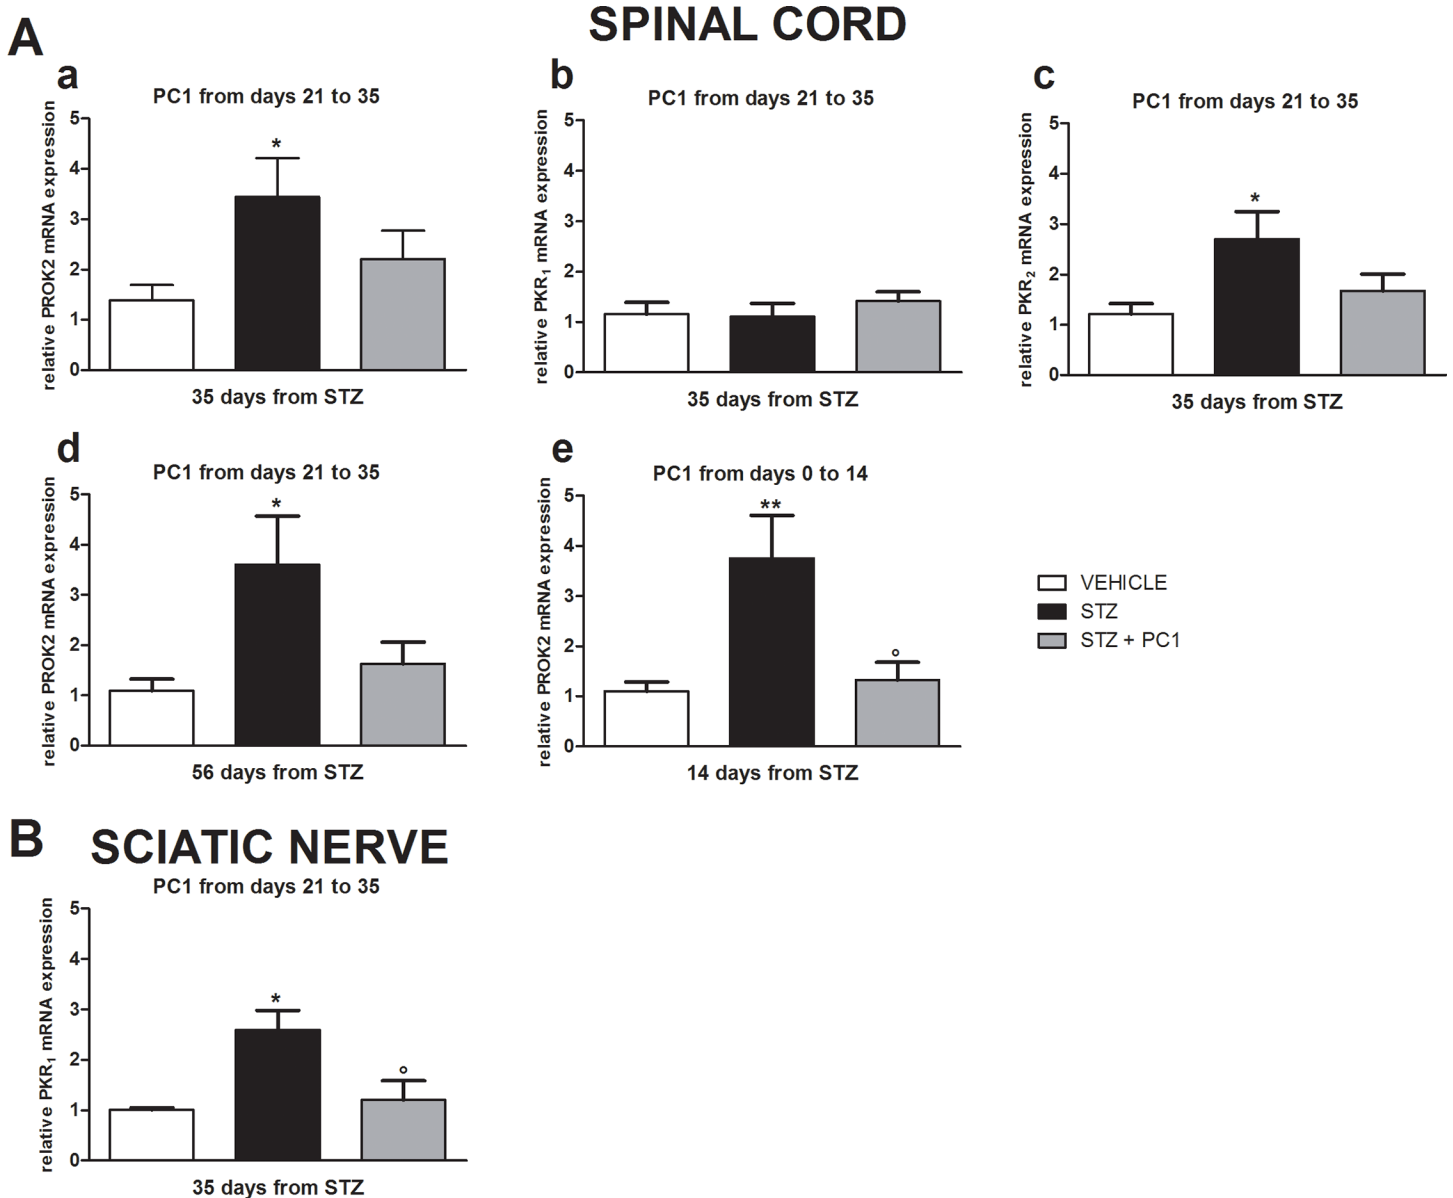 A
SPINAL CORD
a
PC1 from days 21 to 35
relative PROK2 mRNA expression
5
4
3
2
1
0
*
35 days from STZ
b
PC1 from days 21 to 35
relative PKR1 mRNA expression
5
4
3
2
1
0
35 days from STZ
c
PC1 from days 21 to 35
relative PKR2 mRNA expression
5
4
3
2
1
0
*
35 days from STZ
d
PC1 from days 21 to 35
relative PROK2 mRNA expression
5
4
3
2
1
0
*
56 days from STZ
e
PC1 from days 0 to 14
relative PROK2 mRNA expression
5
4
3
2
1
0
**
°
14 days from STZ
VEHICLE
STZ
STZ + PC1
B
SCIATIC NERVE
PC1 from days 21 to 35
relative PKR1 mRNA expression
5
4
3
2
1
0
*
°
35 days from STZ